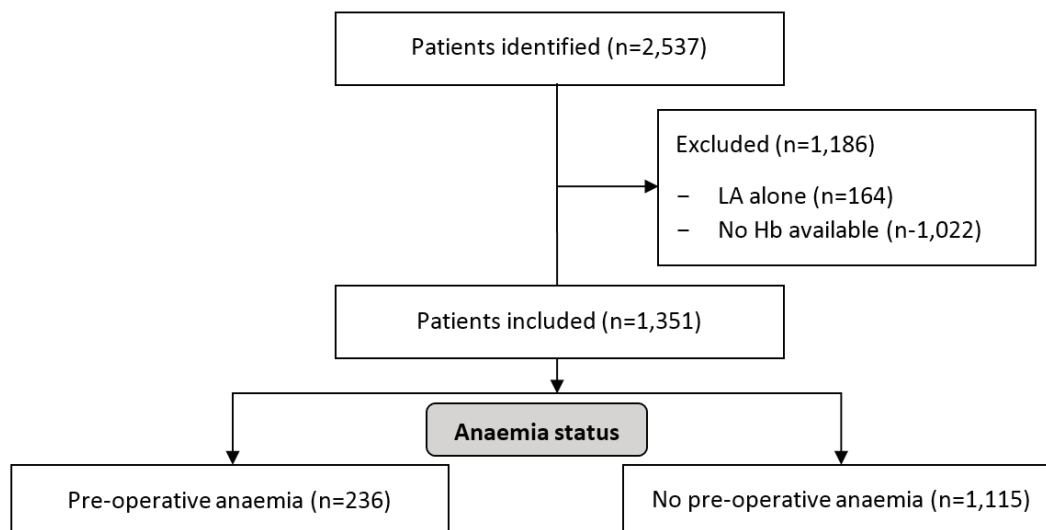 Patients identified (n=2,537)
Excluded (n=1,186)
− LA alone (n=164)
− No Hb available (n-1,022)
Patients included (n=1,351)
Anaemia status
Pre-operative anaemia (n=236)
No pre-operative anaemia (n=1,115)